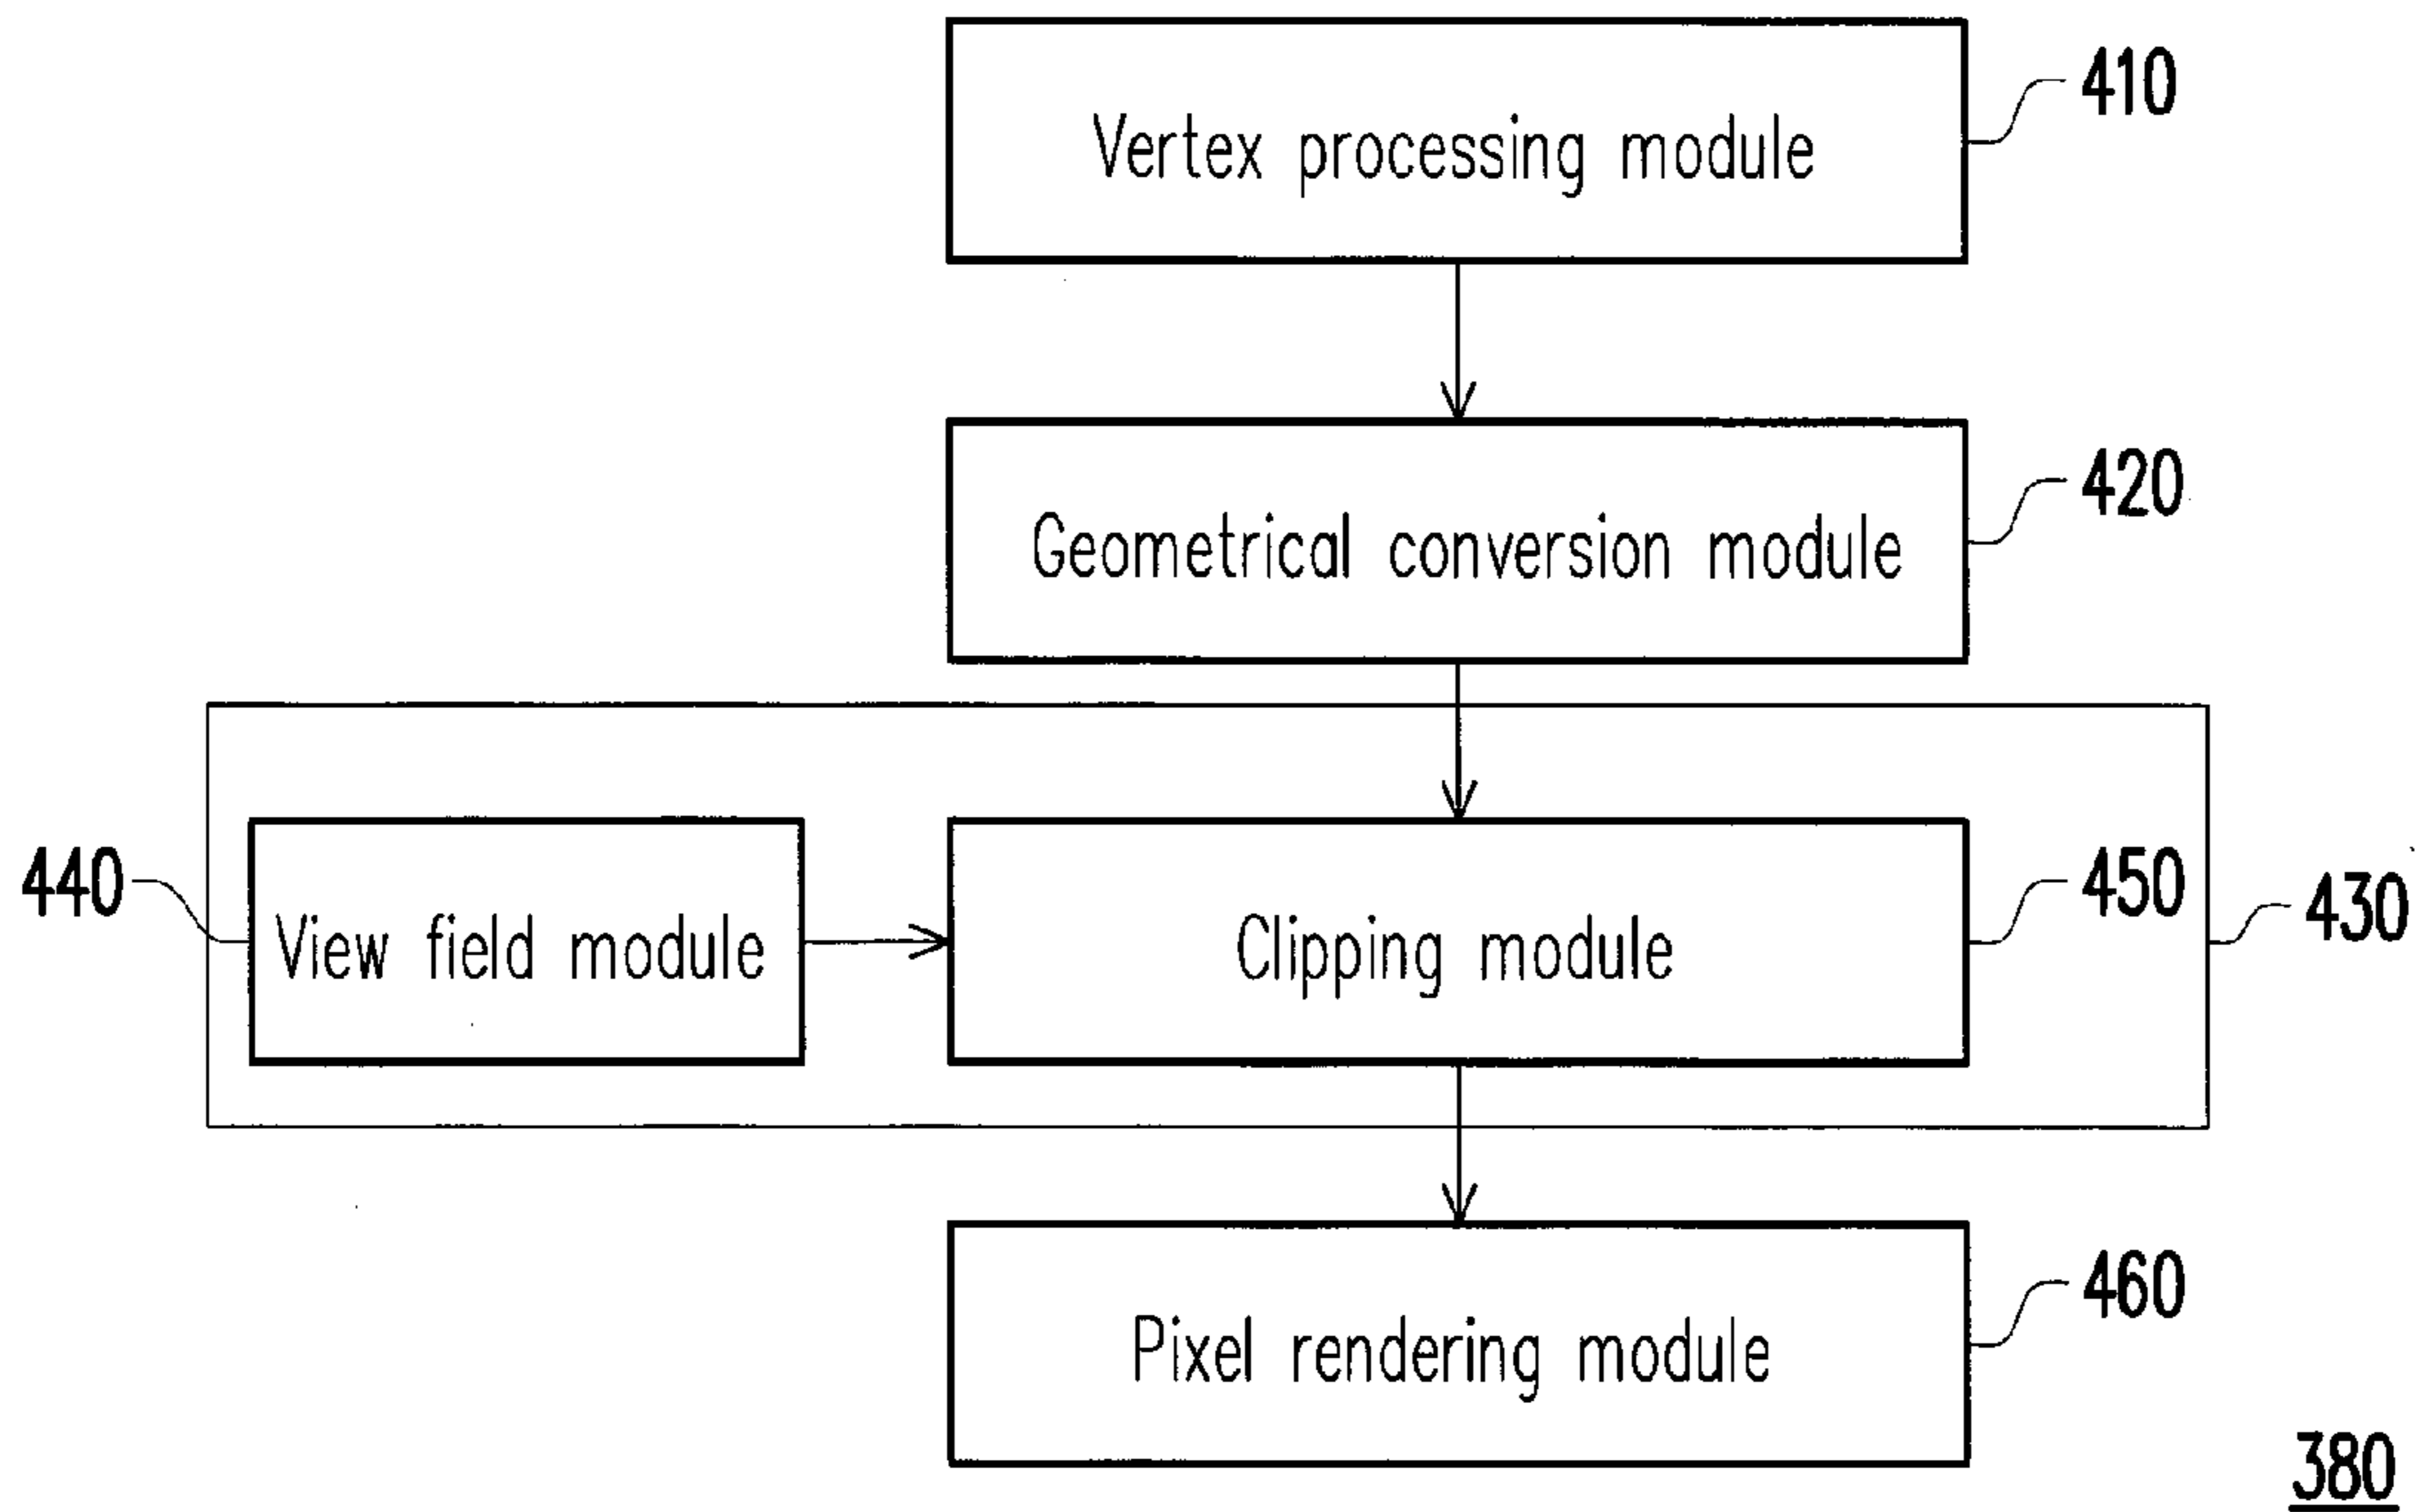 Vertex processing module
410
Geometrical conversion module
420
440
View field module
Clipping module
450
430
Pixel rendering module
460
380